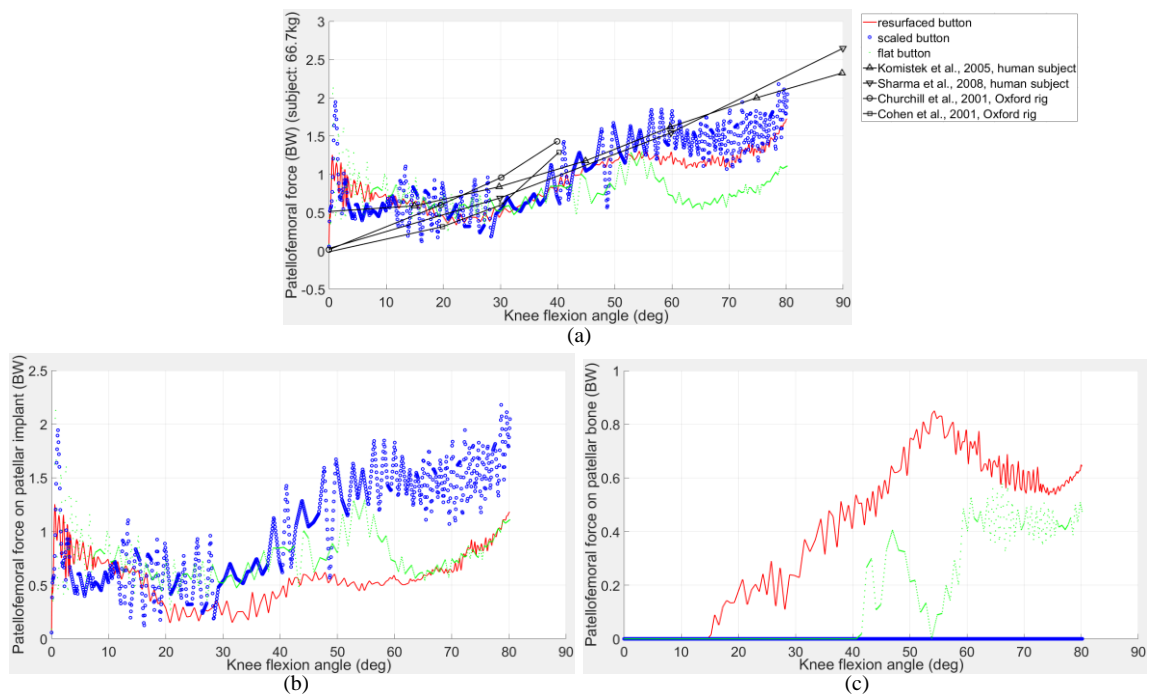 Patellofemoral force (BW) (subject: 66.7kg)
3
2.5
2
1.5
1
0.5
0
-0.5
0 10 20 30 40 50 60 70 80 90
Knee flexion angle (deg)
resurfaced button
scaled button
flat button
Komistek et al., 2005, human subject
Sharma et al., 2008, human subject
Churchill et al., 2001, Oxford rig
Cohen et al., 2001, Oxford rig
(a)
Patellofemoral force on patellar implant (BW)
2.5
2
1.5
1
0.5
0
0 10 20 30 40 50 60 70 80 90
Knee flexion angle (deg)
(b)
Patellofemoral force on patellar bone (BW)
1
0.8
0.6
0.4
0.2
0
0 10 20 30 40 50 60 70 80 90
Knee flexion angle (deg)
(c)